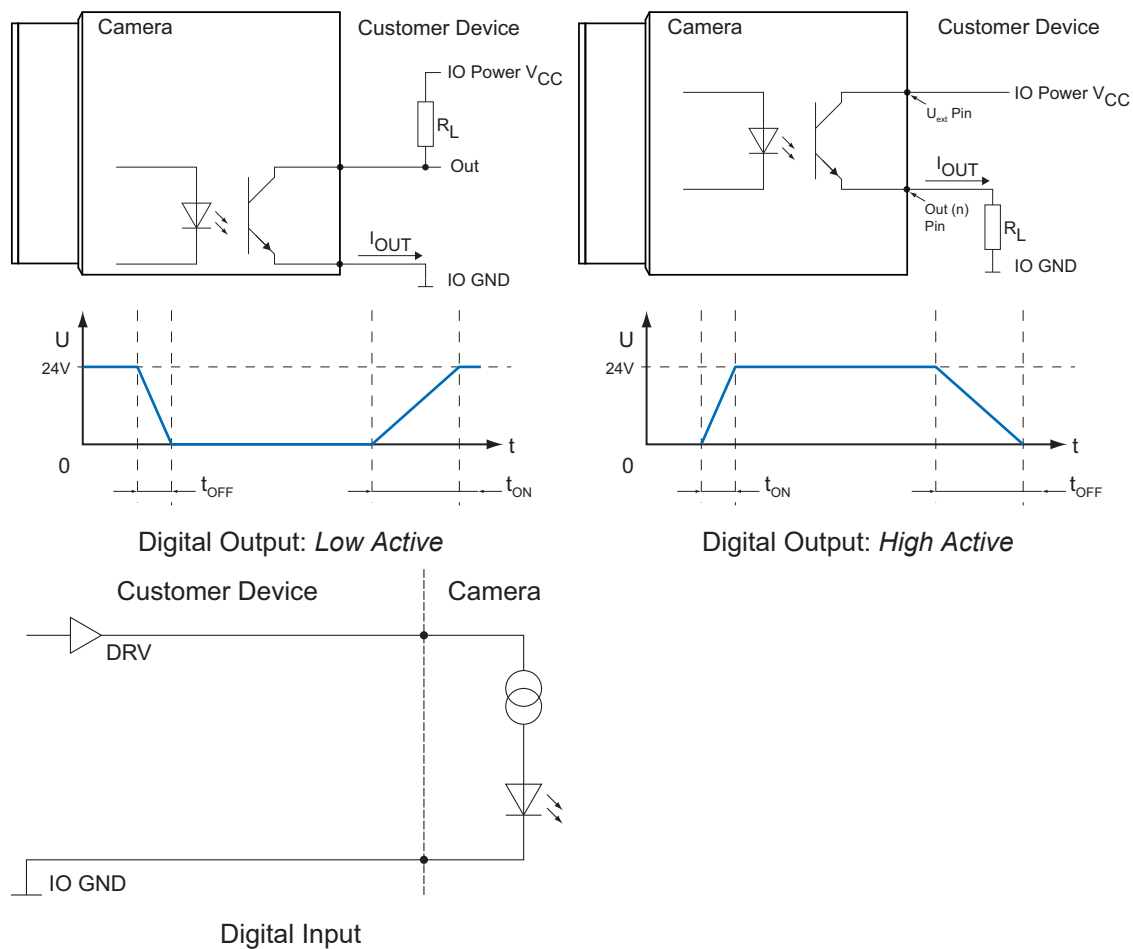 Camera
Customer Device
IO Power VCC
RL
Out
IOUT
IO GND
U
24V
0
t
tOFF
tON
Digital Output: Low Active
Camera
Customer Device
IO Power VCC
Uext Pin
IOUT
Out (n)
Pin
RL
IO GND
U
24V
0
t
tON
tOFF
Digital Output: High Active
Customer Device
Camera
DRV
IO GND
Digital Input